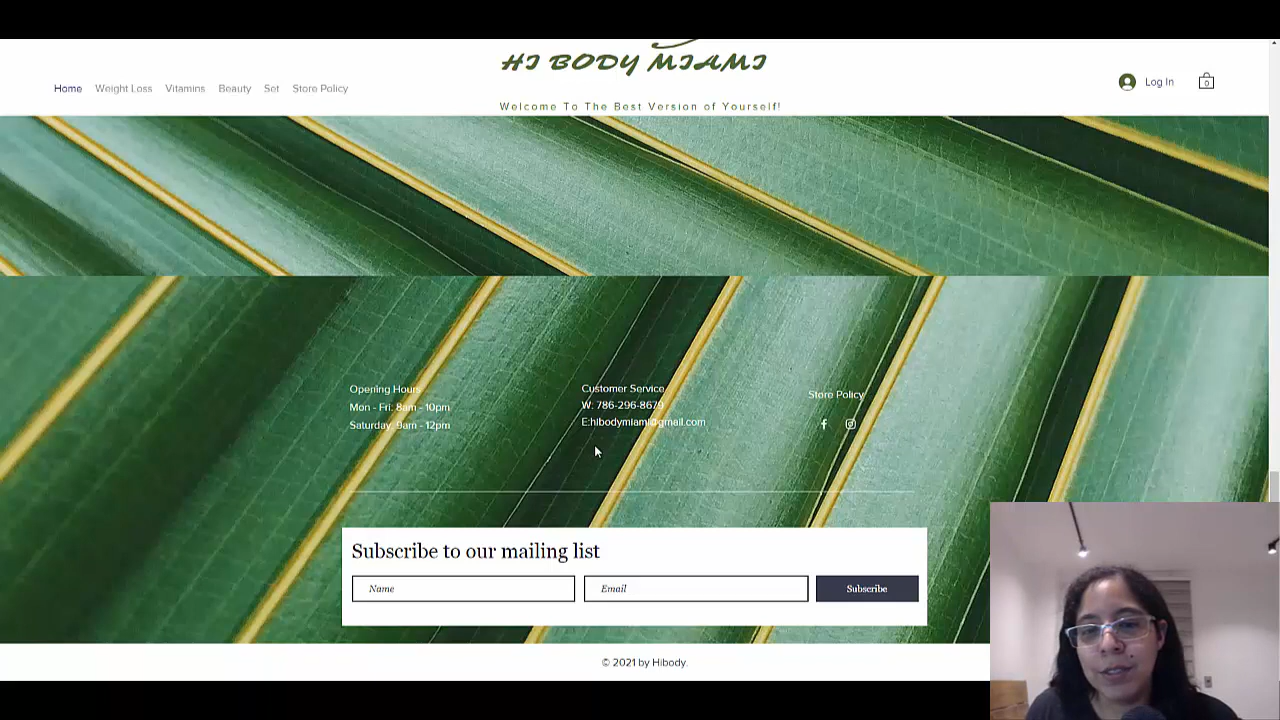 HI BODY MIAMI
Home Weight Loss Vitamins Beauty Set Store Policy
Log In
0
Welcome To The Best Version of Yourself!
Opening Hours
Mon - Fri: 8am - 10pm
Saturday: 9am - 12pm
Customer Service
W: 786-296-8679
E:hibodymiami@gmail.com
Store Policy
Subscribe to our mailing list
Name
Email
Subscribe
© 2021 by Hibody.